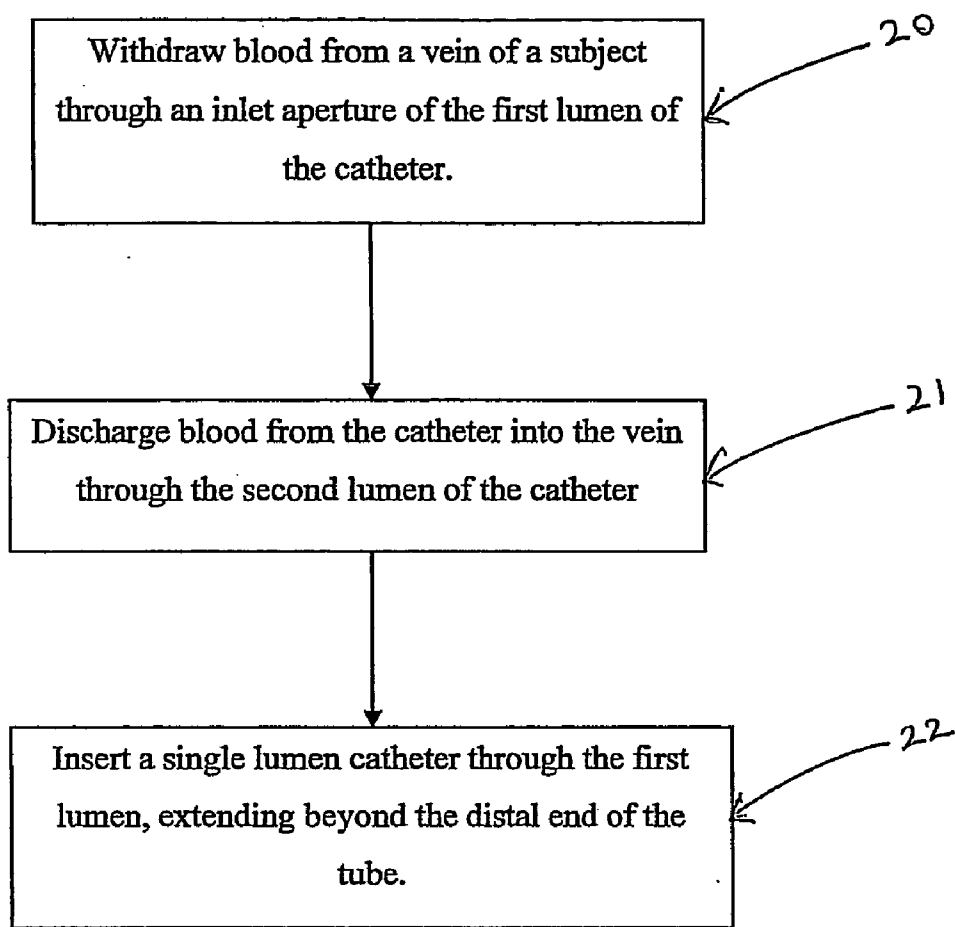 Withdraw blood from a vein of a subject
through an inlet aperture of the first lumen of
the catheter.
20
Discharge blood from the catheter into the vein
through the second lumen of the catheter
21
Insert a single lumen catheter through the first
lumen, extending beyond the distal end of the
tube.
22